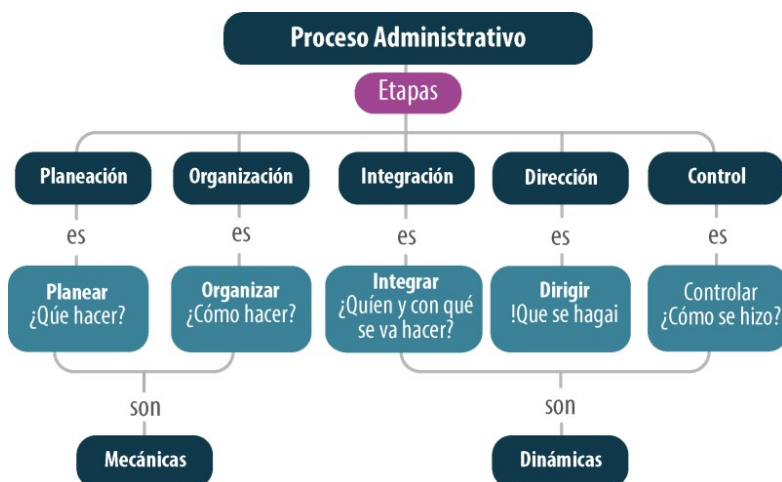 Proceso Administrativo
Etapas
Planeación
Organización
Integración
Dirección
Control
es
es
es
es
es
Planear
¿Qúe hacer?
Organizar
¿Cómo hacer?
Integrar
¿Quíen y con qué
se va hacer?
Dirigir
!Que se hagai
Controlar
¿Cómo se hizo?
son
son
Mecánicas
Dinámicas